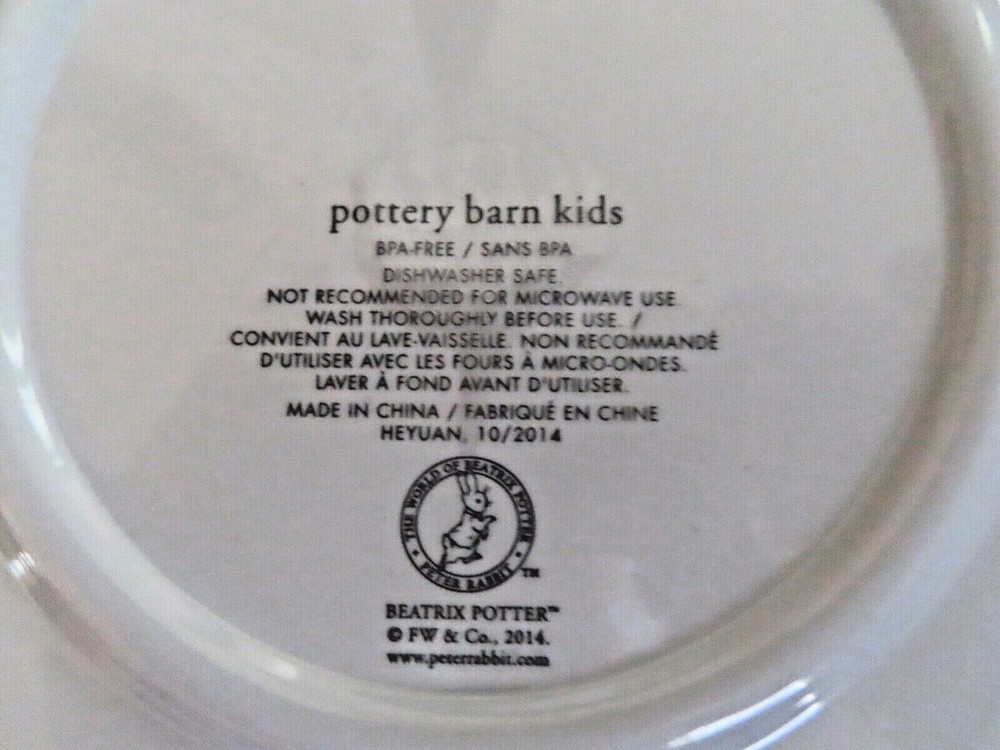 pottery barn kids
BPA-FREE / SANS BPA
DISHWASHER SAFE.
NOT RECOMMENDED FOR MICROWAVE USE.
WASH THOROUGHLY BEFORE USE. /
CONVIENT AU LAVE-VAISSELLE. NON RECOMMANDÉ
D'UTILISER AVEC LES FOURS À MICRO-ONDES.
LAVER À FOND AVANT D'UTILISER.
MADE IN CHINA / FABRIQUÉ EN CHINE
HEYUAN, 10/2014
THE WORLD OF BEATRIX POTTER
• PETER RABBIT •
TM
BEATRIX POTTER™
© FW & Co., 2014.
www.peterrabbit.com